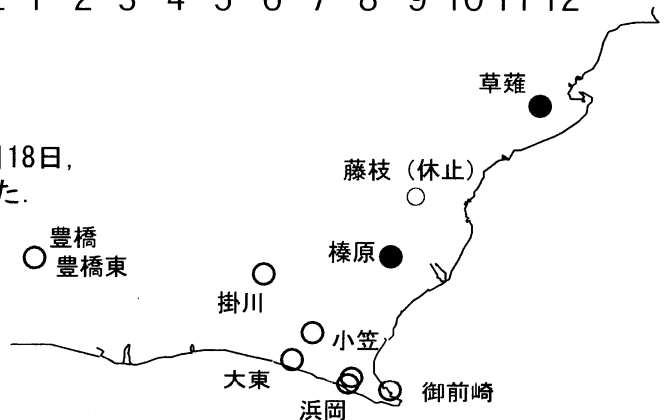 1 2 3 4 5 6 7 8 9 10 11 12
草薙
月18日,
た.
藤枝（休止）
豊橋
豊橋東
榛原
掛川
小笠
大東
浜岡
御前崎